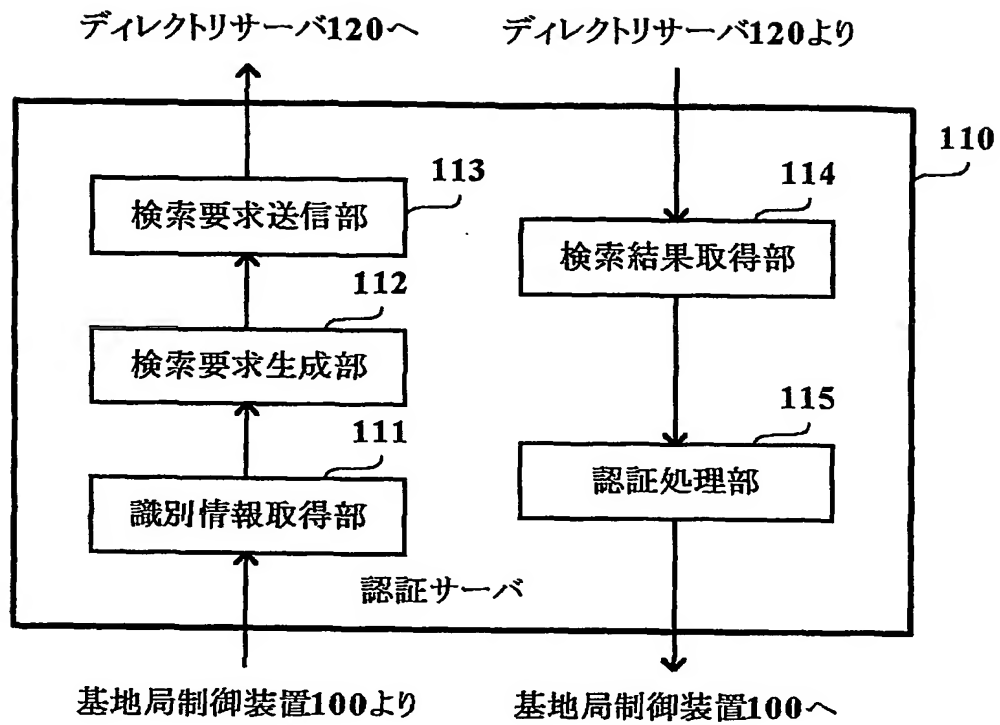 ディレクトリサーバ120へ
ディレクトリサーバ120より
110
113
検索要求送信部
114
検索結果取得部
112
検索要求生成部
111
識別情報取得部
115
認証処理部
認証サーバ
基地局制御装置100より
基地局制御装置100へ